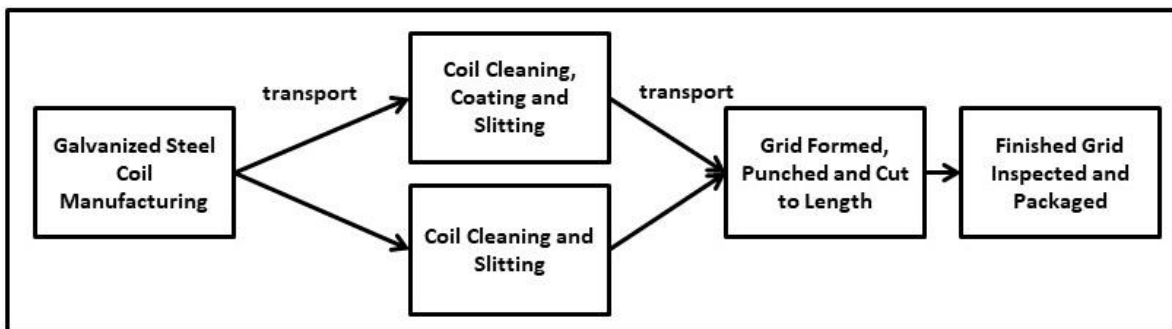 Galvanized Steel
Coil
Manufacturing
transport
Coil Cleaning,
Coating and
Slitting
Coil Cleaning and
Slitting
transport
Grid Formed,
Punched and Cut
to Length
Finished Grid
Inspected and
Packaged